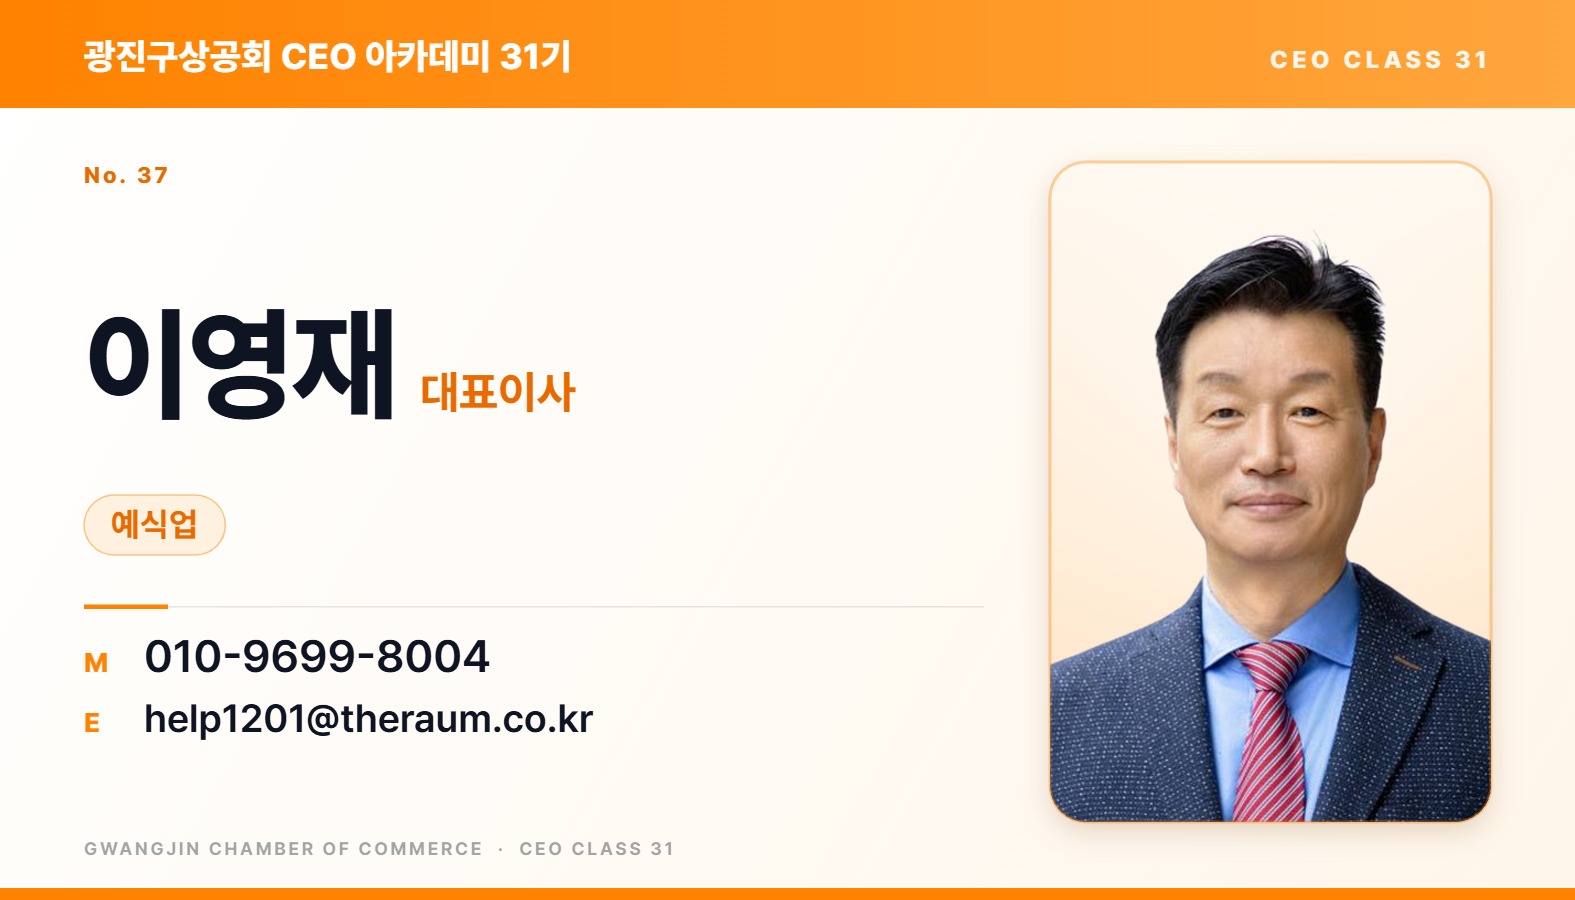 광진구상공회 CEO 아카데미 31기
CEO CLASS 31
No. 37
이영재 대표이사
예식업
M 010-9699-8004
E help1201@theraum.co.kr
GWANGJIN CHAMBER OF COMMERCE · CEO CLASS 31